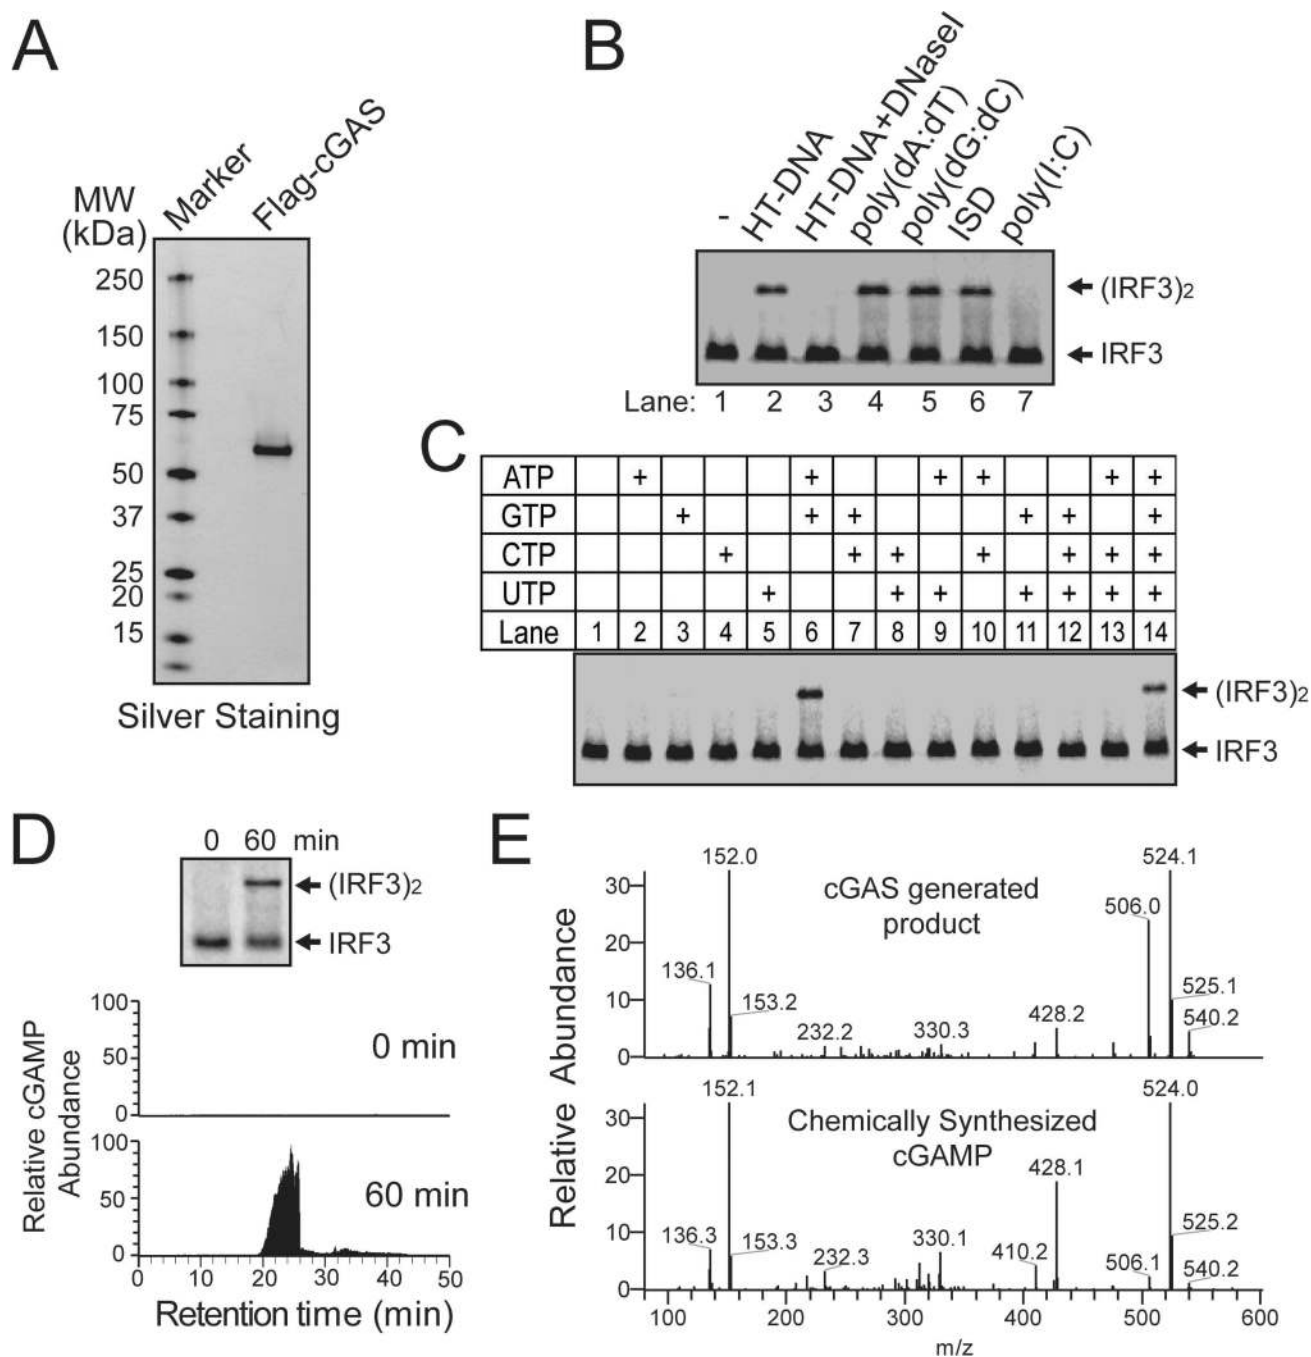 A
MW
(kDa)
Marker
Flag-cGAS
250
150
100
75
50
37
25
20
15
Silver Staining
B
-
HT-DNA
HT-DNA+DNaseI
poly(dA:dT)
poly(dG:dC)
ISD
poly(I:C)
(IRF3)2
IRF3
Lane: 1 2 3 4 5 6 7
C
ATP + + + + + +
GTP + + + + + +
CTP + + + + + + +
UTP + + + + + + +
Lane 1 2 3 4 5 6 7 8 9 10 11 12 13 14
(IRF3)2
IRF3
D
0 60 min
(IRF3)2
IRF3
Relative cGAMP
Abundance
100
50
0
0 min
100
50
0
60 min
0 10 20 30 40 50
Retention time (min)
E
Relative Abundance
30
20
10
0
cGAS generated
product
136.1
152.0
153.2
232.2
330.3
428.2
506.0
524.1
525.1
540.2
30
20
10
0
Chemically Synthesized
cGAMP
136.3
152.1
153.3
232.3
330.1
410.2
428.1
506.1
524.0
525.2
540.2
100 200 300 400 500 600
m/z